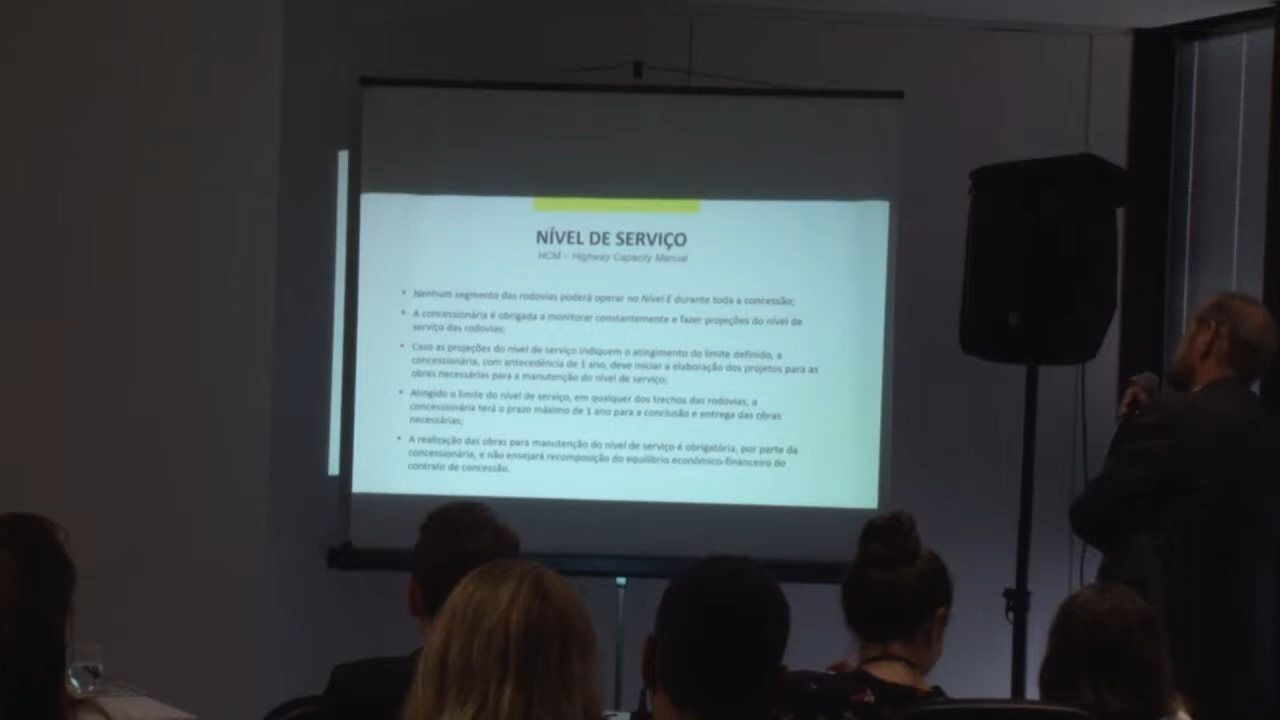 NÍVEL DE SERVIÇO
HCM – Highway Capacity Manual
• Nenhum segmento das rodovias poderá operar no Nível E durante toda a concessão;
• A concessionária é obrigada a monitorar constantemente e fazer projeções do nível de
serviço das rodovias;
• Caso as projeções do nível de serviço indiquem o atingimento do limite definido, a
concessionária, com antecedência de 1 ano, deve iniciar a elaboração dos projetos para as
obras necessárias para a manutenção do nível de serviço;
• Atingido o limite do nível de serviço, em qualquer dos trechos das rodovias, a
concessionária terá o prazo máximo de 1 ano para a conclusão e entrega das obras
necessárias;
• A realização das obras para manutenção do nível de serviço é obrigatória, por parte da
concessionária, e não ensejará recomposição do equilíbrio econômico-financeiro do
contrato de concessão.